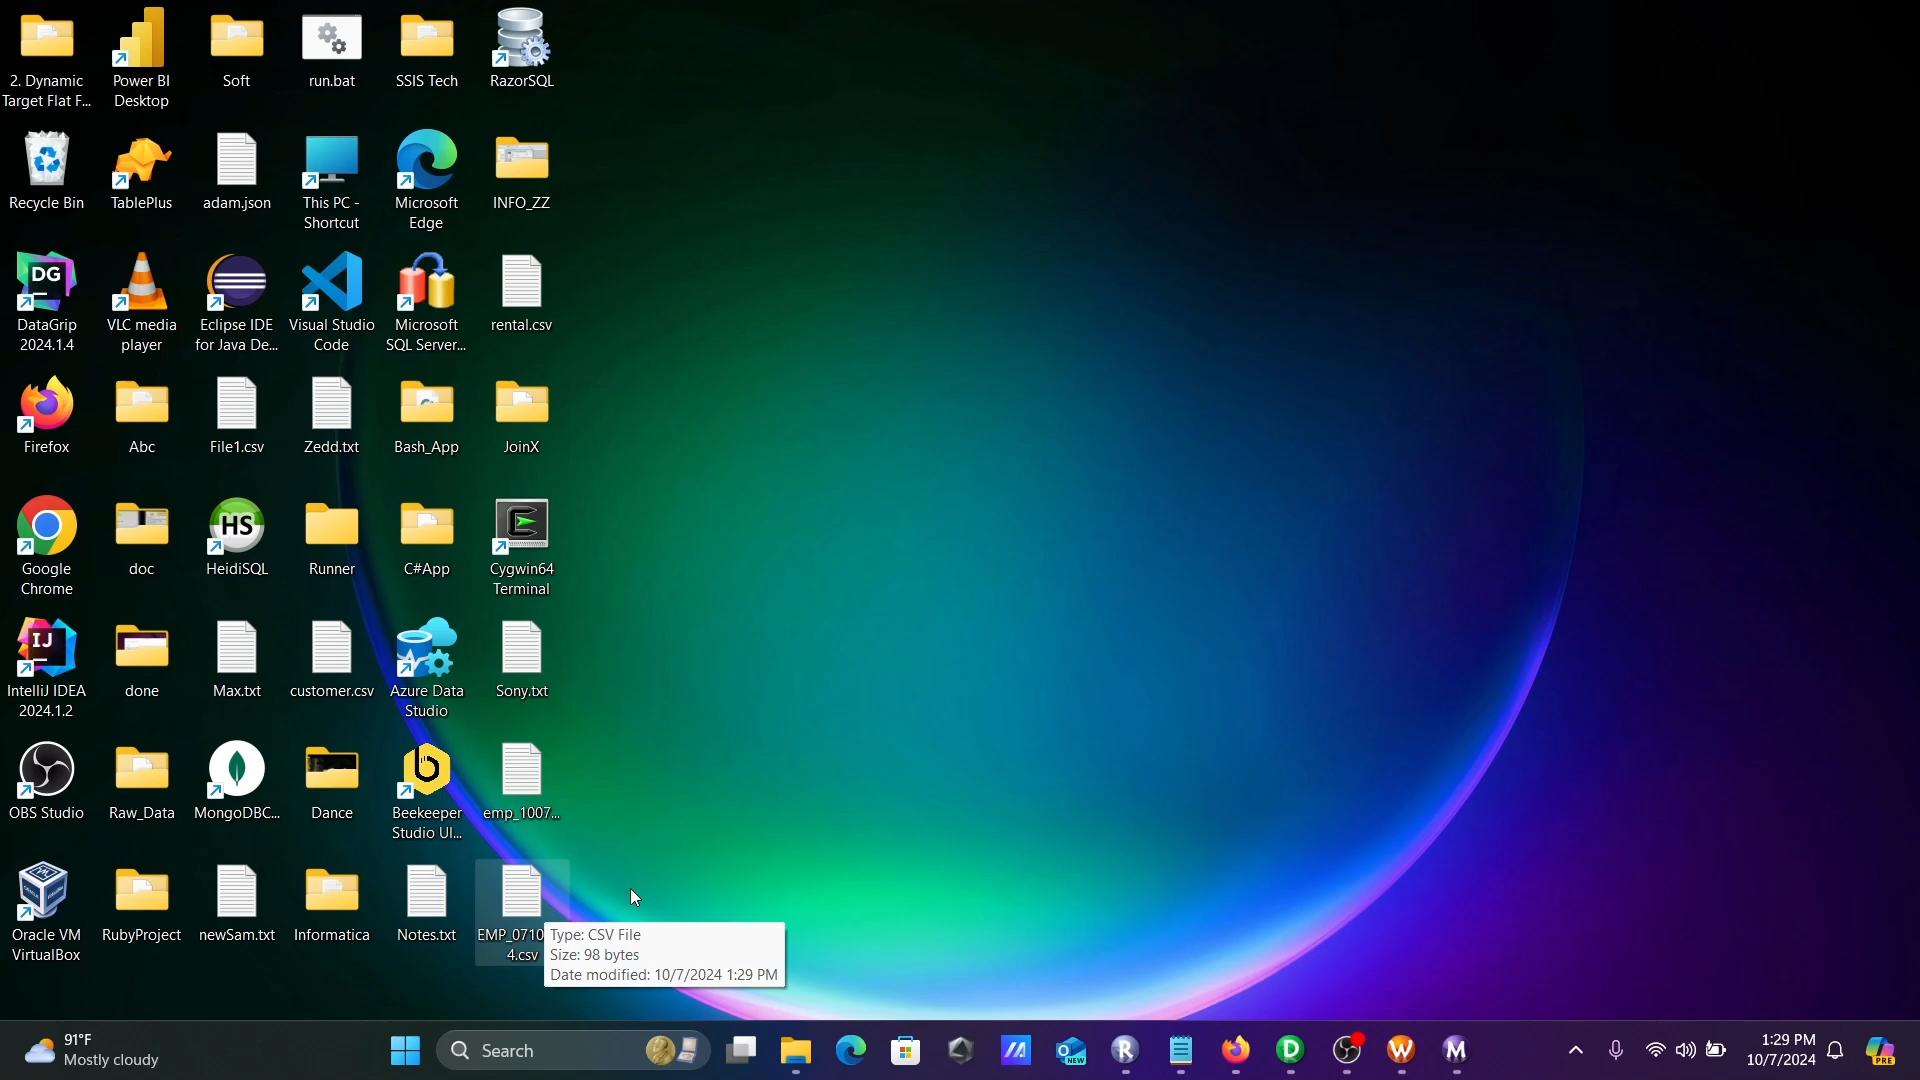 2. Dynamic
Target Flat F...
Power BI
Desktop
Soft
run.bat
SSIS Tech
RazorSQL
Recycle Bin
TablePlus
adam.json
This PC -
Shortcut
Microsoft
Edge
INFO_ZZ
DG
DataGrip
2024.1.4
VLC media
player
Eclipse IDE
for Java De...
Visual Studio
Code
Microsoft
SQL Server...
rental.csv
Firefox
Abc
File1.csv
Zedd.txt
Bash_App
JoinX
Google
Chrome
doc
HS
HeidiSQL
Runner
C#App
Cygwin64
Terminal
IJ
IntelliJ IDEA
2024.1.2
done
Max.txt
customer.csv
Azure Data
Studio
Sony.txt
OBS Studio
Raw_Data
MongoDBC...
Dance
Beekeeper
Studio Ul...
emp_1007...
Oracle VM
VirtualBox
RubyProject
newSam.txt
Informatica
Notes.txt
EMP_0710
4.csv
Type: CSV File
Size: 98 bytes
Date modified: 10/7/2024 1:29 PM
91°F
Mostly cloudy
Search
NEW
R
D
W
M
1:29 PM
10/7/2024
PRE